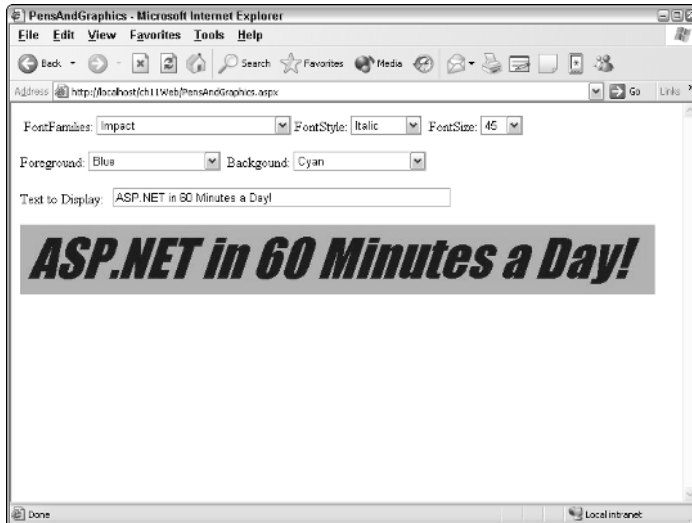 PensAndGraphics - Microsoft Internet Explorer
File Edit View Favorites Tools Help
Back Search Favorites Media
Address http://localhost/ch11Web/PensAndGraphics.aspx Go Links »
FontFamilies: Impact FontStyle: Italic FontSize: 45
Foreground: Blue Backgound: Cyan
Text to Display: ASP.NET in 60 Minutes a Day!
ASP.NET in 60 Minutes a Day!
Done Local intranet